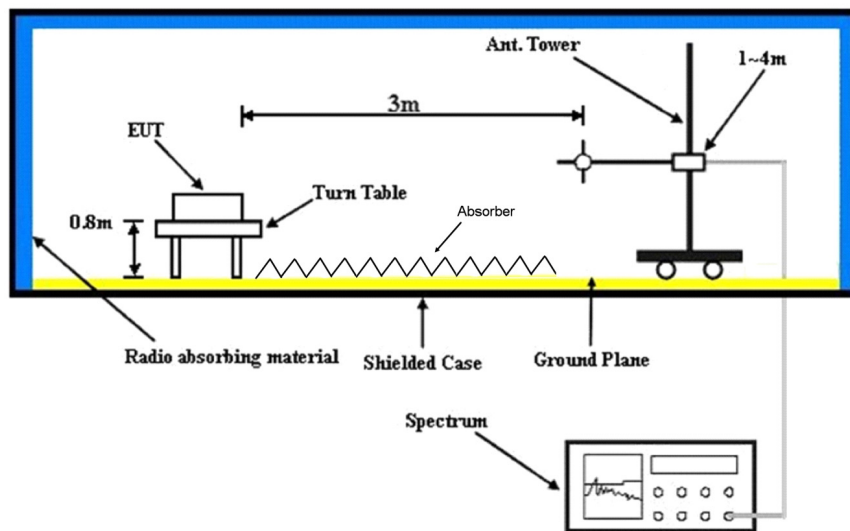 Ant. Tower
1~4m
3m
EUT
Turn Table
0.8m
Absorber
Radio absorbing material
Shielded Case
Ground Plane
Spectrum